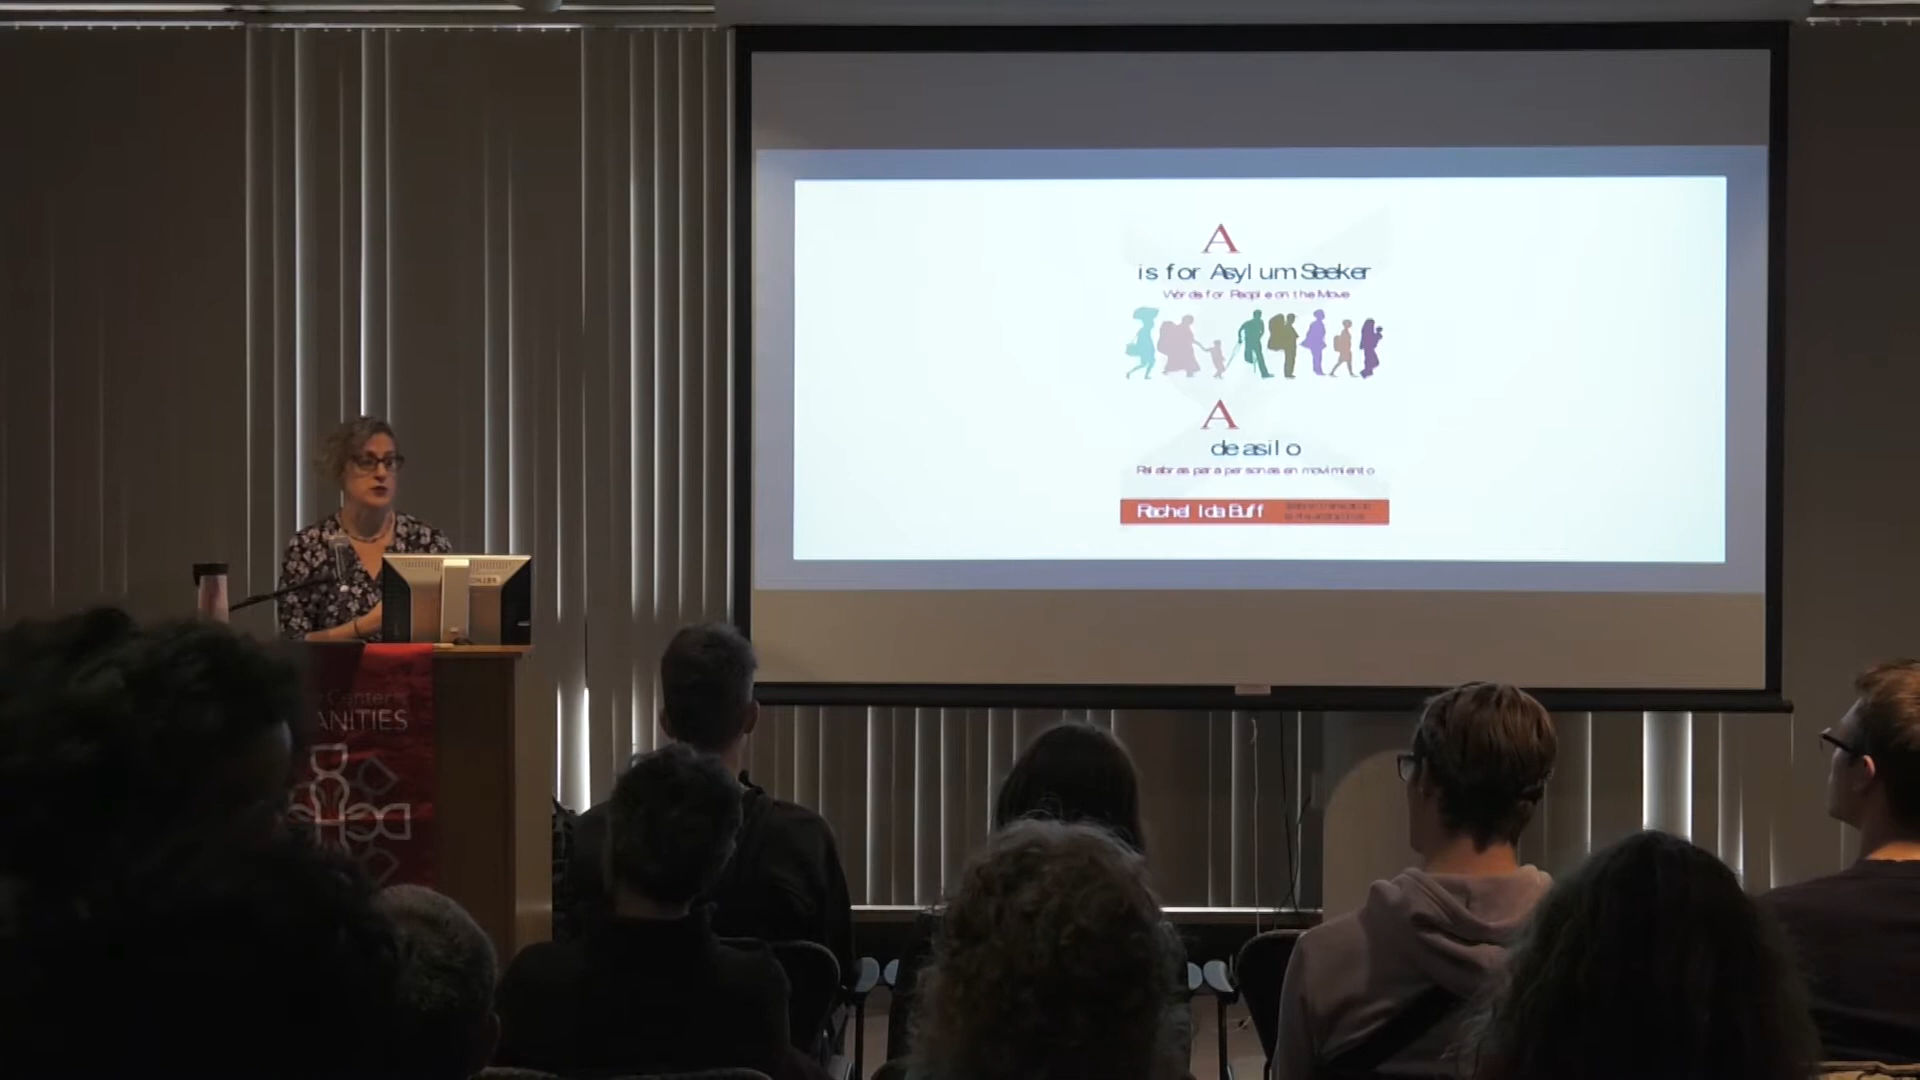 A
is for Asylum Seeker
Words for People on the Move
A
de asilo
Palabras para personas en movimiento
Rachel Ida Buff
Center
ANITIES